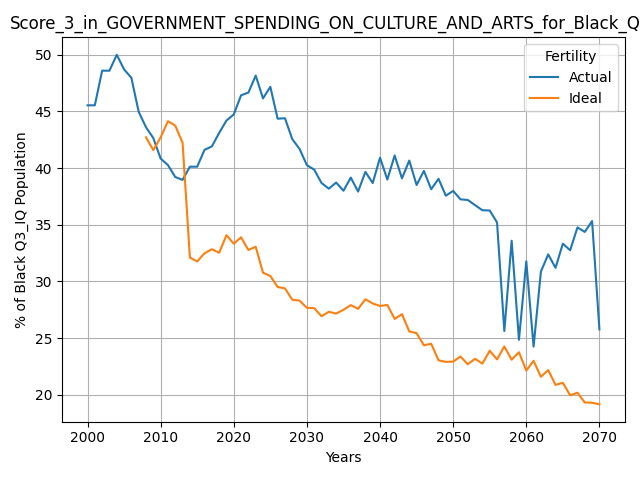 Score_3_in_GOVERNMENT_SPENDING_ON_CULTURE_AND_ARTS_for_Black_Q
Fertility
Actual
Ideal
% of Black Q3_IQ Population
50
45
40
35
30
25
20
2000 2010 2020 2030 2040 2050 2060 2070
Years